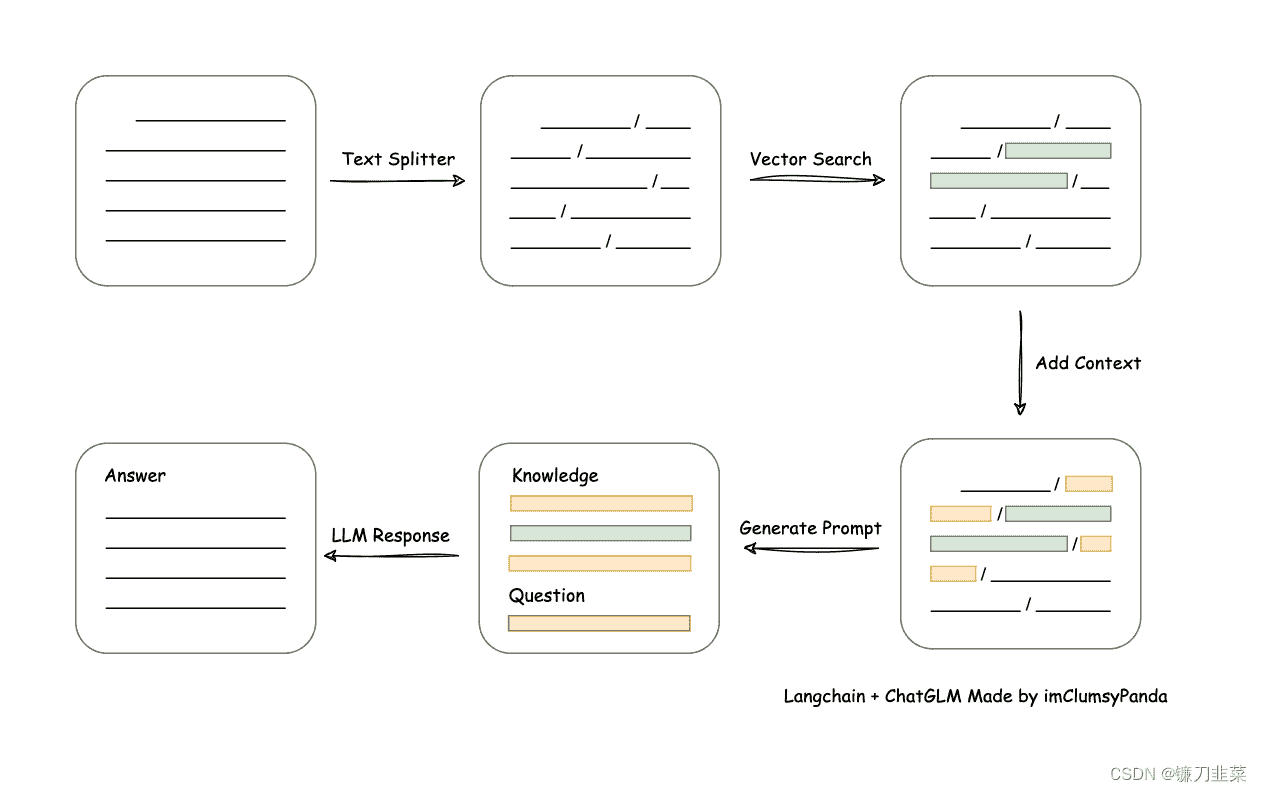 Text Splitter
Vector Search
Add Context
Answer
LLM Response
Knowledge
Question
Generate Prompt
Langchain + ChatGLM Made by imClumsyPanda
CSDN @镰刀韭菜